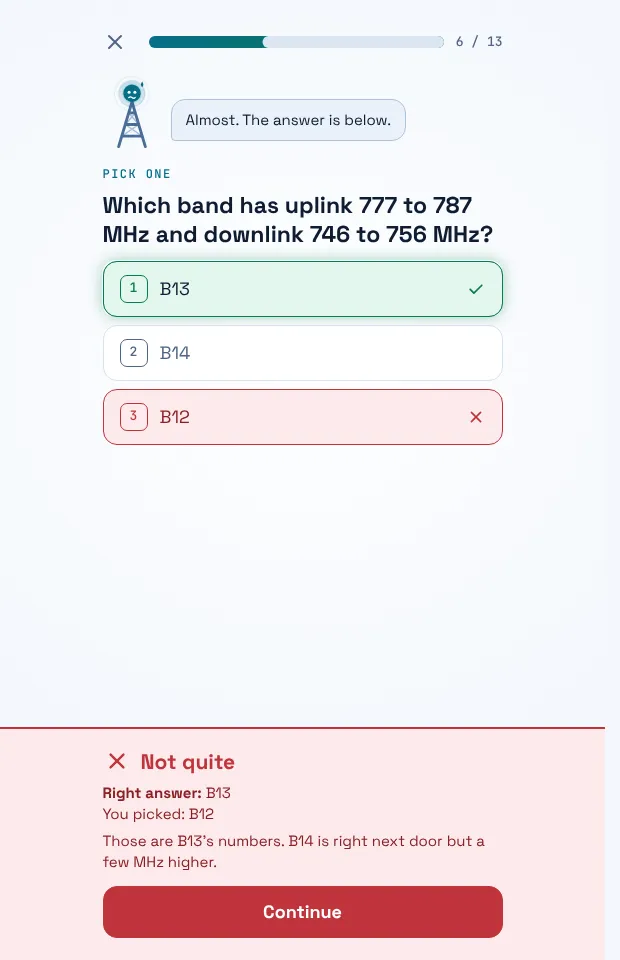 6 / 13
Almost. The answer is below.
PICK ONE
Which band has uplink 777 to 787
MHz and downlink 746 to 756 MHz?
1 B13
2 B14
3 B12
Not quite
Right answer: B13
You picked: B12
Those are B13's numbers. B14 is right next door but a
few MHz higher.
Continue